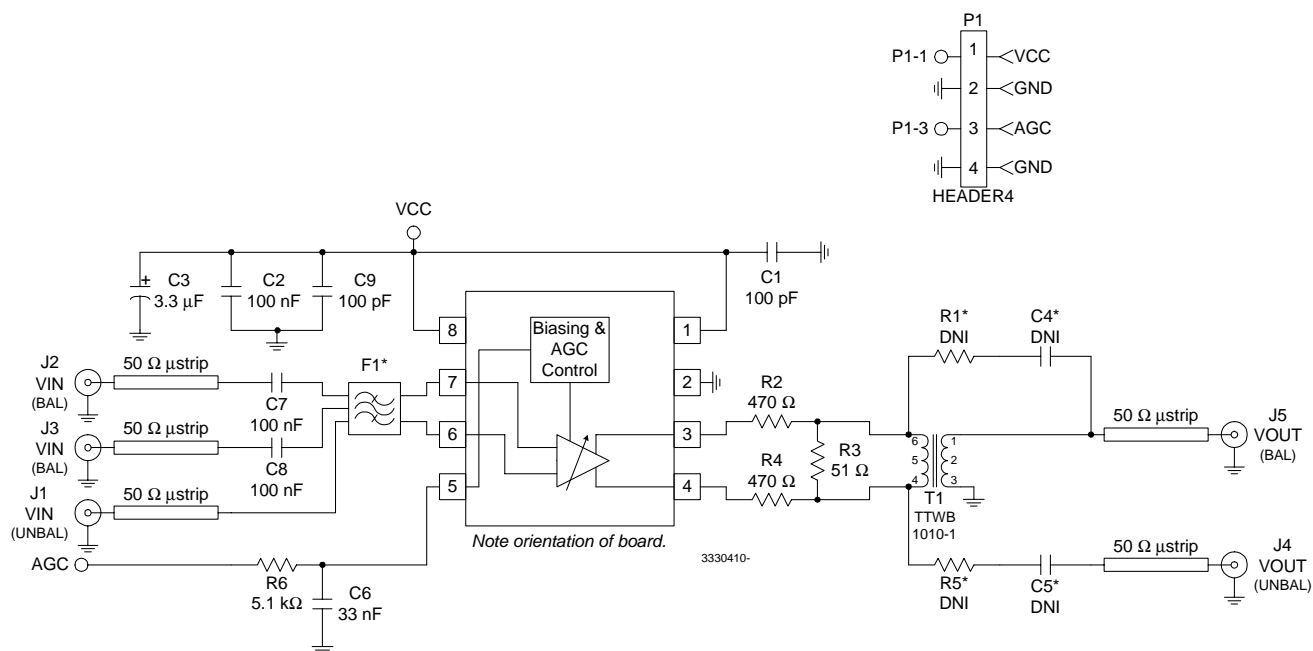 P1
P1-1
1
VCC
2
GND
P1-3
3
AGC
4
GND
HEADER4
VCC
+
C3
3.3 μF
C2
100 nF
C9
100 pF
C1
100 pF
8
Biasing &
AGC
Control
1
J2
VIN
(BAL)
50 Ω μstrip
C7
100 nF
F1*
7
2
J3
VIN
(BAL)
50 Ω μstrip
C8
100 nF
6
3
J1
VIN
(UNBAL)
50 Ω μstrip
5
4
R2
470 Ω
R4
470 Ω
R3
51 Ω
R1*
DNI
C4*
DNI
6
5
4
1
2
3
T1
TTWB
1010-1
50 Ω μstrip
J5
VOUT
(BAL)
Note orientation of board.
3330410-
AGC
R6
5.1 kΩ
C6
33 nF
R5*
DNI
C5*
DNI
50 Ω μstrip
J4
VOUT
(UNBAL)